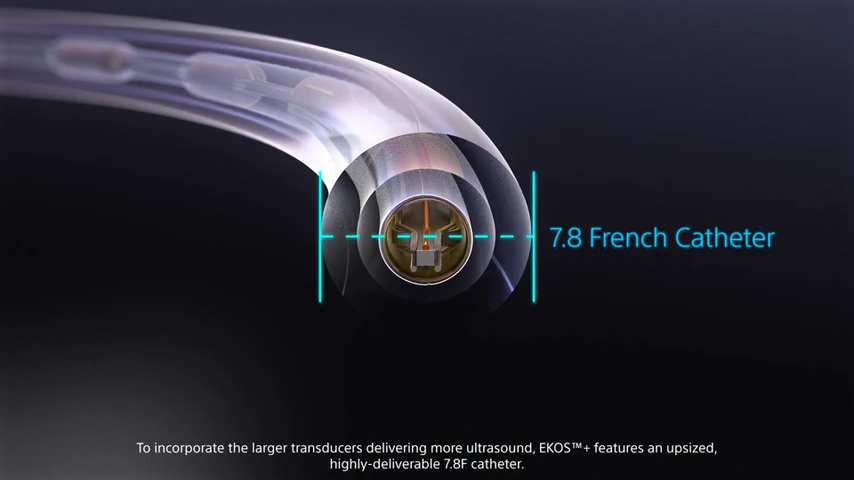 7.8 French Catheter
To incorporate the larger transducers delivering more ultrasound, EKOS™+ features an upsized,
highly-deliverable 7.8F catheter.